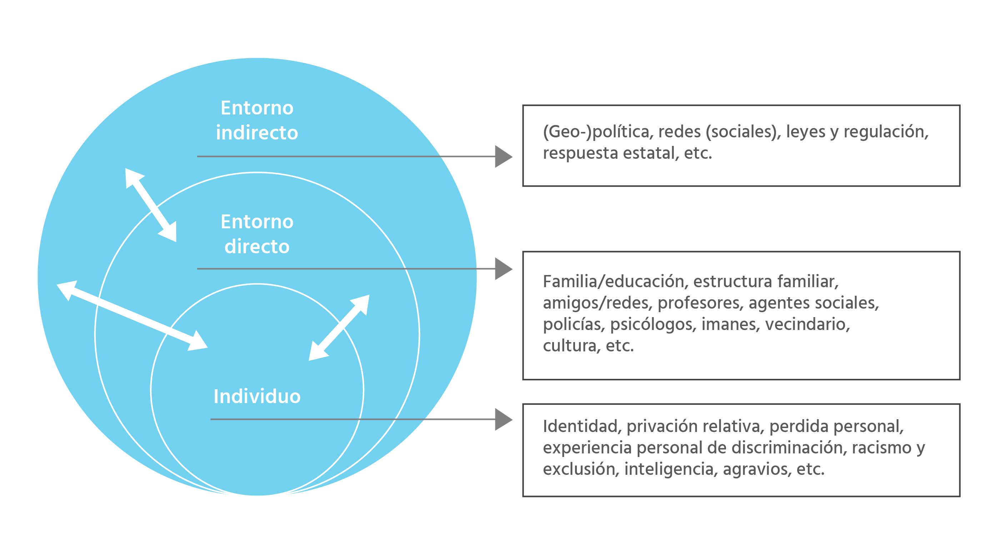 Entorno
indirecto
(Geo-)política, redes (sociales), leyes y regulación,
respuesta estatal, etc.
Entorno
directo
Familia/educación, estructura familiar,
amigos/redes, profesores, agentes sociales,
policías, psicólogos, imanes, vecindario,
cultura, etc.
Individuo
Identidad, privación relativa, perdida personal,
experiencia personal de discriminación, racismo y
exclusión, inteligencia, agravios, etc.